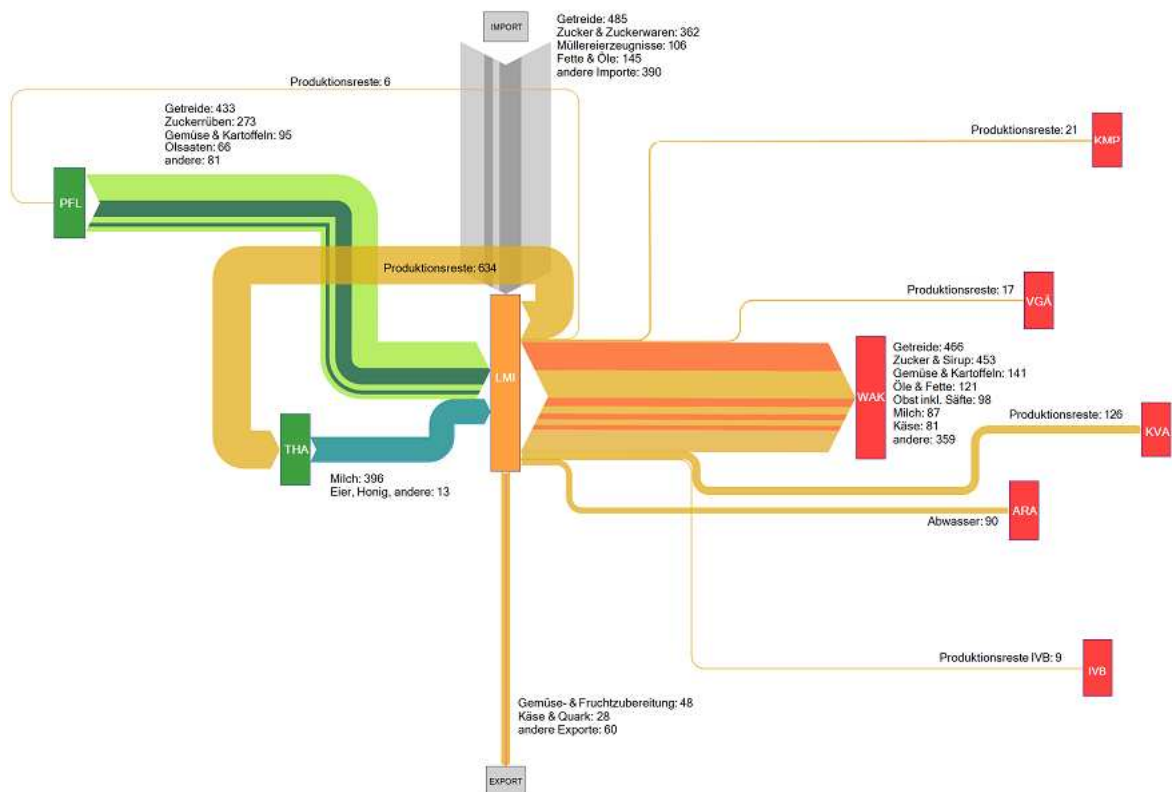 IMPORT
Getreide: 485
Zucker & Zuckerwaren: 362
Müllereierzeugnisse: 106
Fette & Öle: 145
andere Importe: 390
Produktionsreste: 6
Getreide: 433
Zuckerrüben: 273
Gemüse & Kartoffeln: 95
Ölsaaten: 66
andere: 81
Produktionsreste: 21
KMP
PFL
Produktionsreste: 634
Produktionsreste: 17
VGÄ
LMI
WAK
Getreide: 466
Zucker & Sirup: 453
Gemüse & Kartoffeln: 141
Öle & Fette: 121
Obst inkl. Säfte: 98
Milch: 87
Käse: 81
andere: 359
Produktionsreste: 126
KVA
THA
Milch: 396
Eier, Honig, andere: 13
Abwasser: 90
ARA
Produktionsreste IVB: 9
IVB
Gemüse- & Fruchtzubereitung: 48
Käse & Quark: 28
andere Exporte: 60
EXPORT